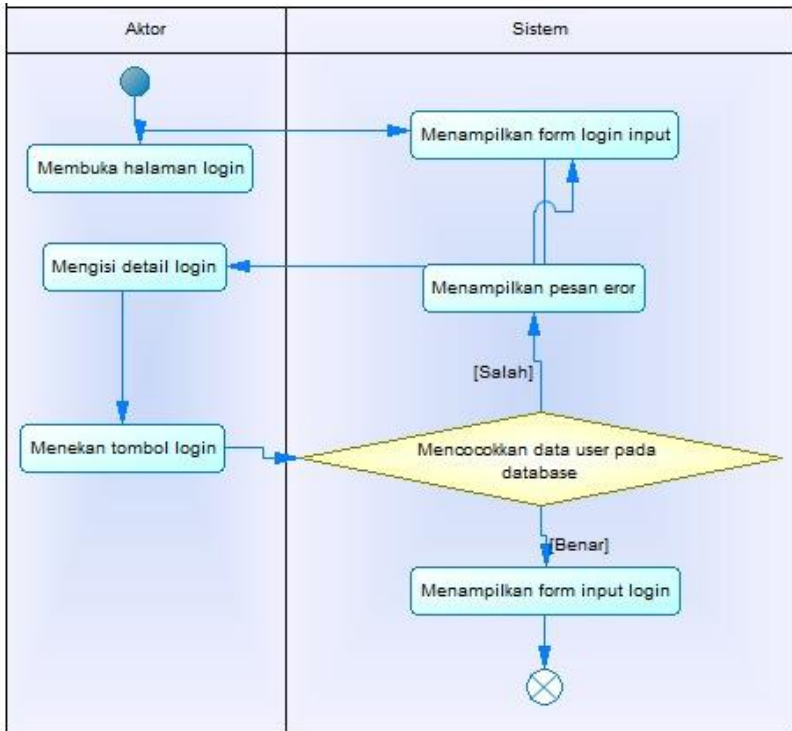 Aktor
Sistem
Menampilkan form login input
Membuka halaman login
Mengisi detail login
Menampilkan pesan eror
[Salah]
Menekan tombol login
Mencocokkan data user pada
database
[Benar]
Menampilkan form input login